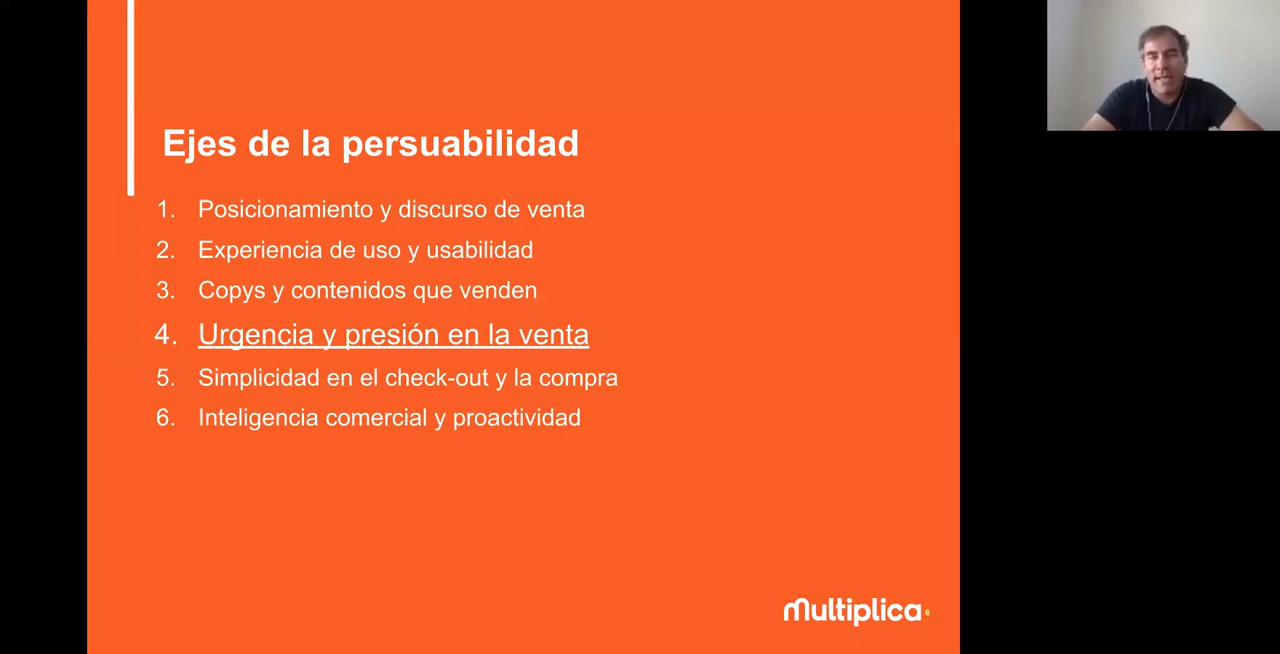 Ejes de la persuabilidad
1. Posicionamiento y discurso de venta
2. Experiencia de uso y usabilidad
3. Copys y contenidos que venden
4. Urgencia y presión en la venta
5. Simplicidad en el check-out y la compra
6. Inteligencia comercial y proactividad
Multiplica